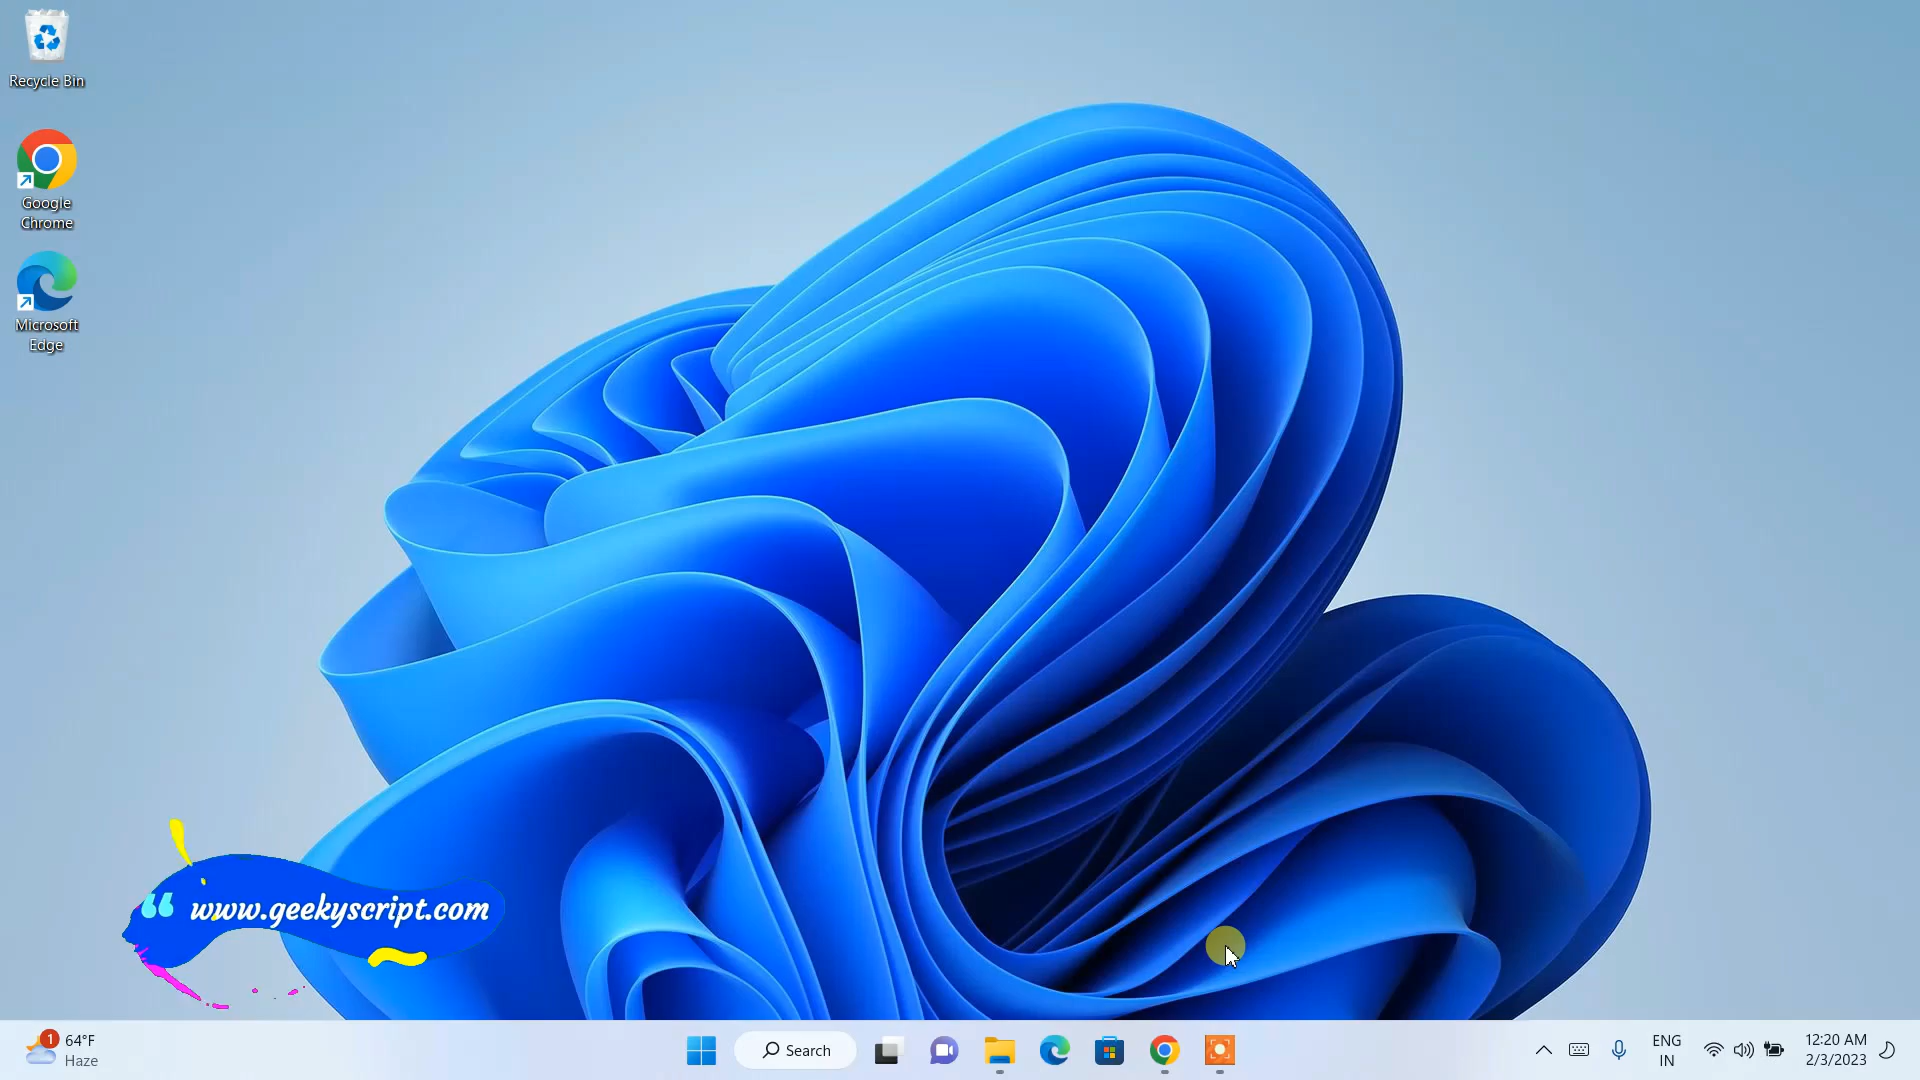 Recycle Bin
Google
Chrome
Microsoft
Edge
www.geekyscript.com
1
64°F
Haze
Search
ENG
IN
12:20 AM
2/3/2023